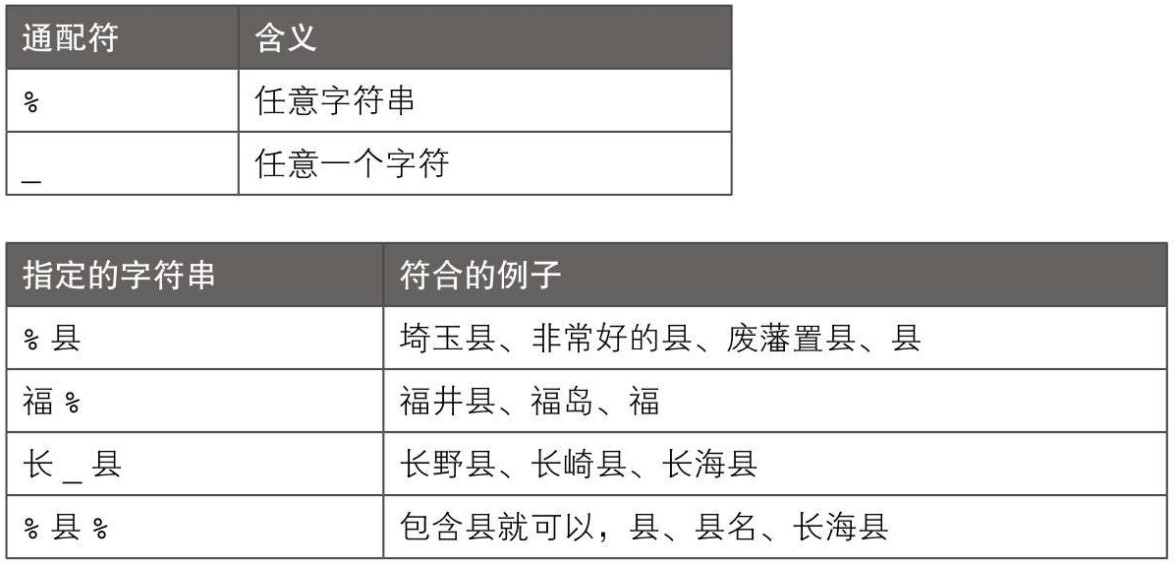 通配符 含义
% 任意字符串
_ 任意一个字符
指定的字符串 符合的例子
% 县 埼玉县、非常好的县、废藩置县、县
福 % 福井县、福岛、福
长 _ 县 长野县、长崎县、长海县
% 县 % 包含县就可以，县、县名、长海县